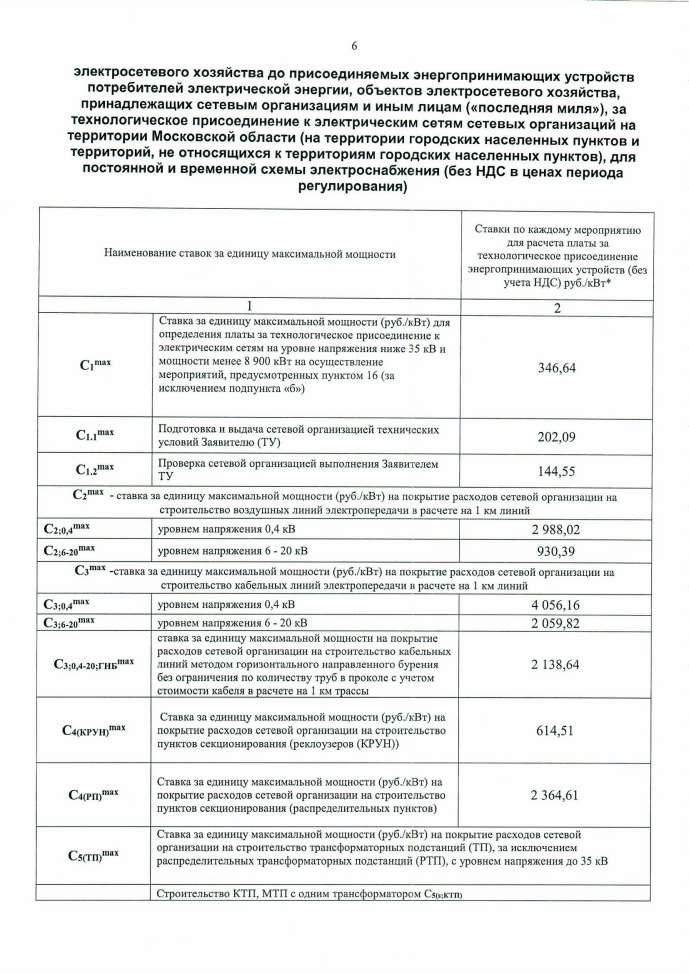 6
электросетевого хозяйства до присоединяемых энергопринимающих устройств
потребителей электрической энергии, объектов электросетевого хозяйства,
принадлежащих сетевым организациям и иным лицам («последняя миля»), за
технологическое присоединение к электрическим сетям сетевых организаций на
территории Московской области (на территории городских населенных пунктов и
территорий, не относящихся к территориям городских населенных пунктов), для
постоянной и временной схемы электроснабжения (без НДС в ценах периода
регулирования)
Наименование ставок за единицу максимальной мощности
Ставки по каждому мероприятию
для расчета платы за
технологическое присоединение
энергопринимающих устройств (без
учета НДС) руб./кВт*
1
2
C1max
Ставка за единицу максимальной мощности (руб./кВт) для
определения платы за технологическое присоединение к
электрическим сетям на уровне напряжения ниже 35 кВ и
мощности менее 8 900 кВт на осуществление
мероприятий, предусмотренных пунктом 16 (за
исключением подпункта «б»)
346,64
C1.1max
Подготовка и выдача сетевой организацией технических
условий Заявителю (ТУ)
202,09
C1.2max
Проверка сетевой организацией выполнения Заявителем
ТУ
144,55
C2max - ставка за единицу максимальной мощности (руб./кВт) на покрытие расходов сетевой организации на
строительство воздушных линий электропередачи в расчете на 1 км линий
C2;0,4max
уровнем напряжения 0,4 кВ
2 988,02
C2;6-20max
уровнем напряжения 6 - 20 кВ
930,39
C3max -ставка за единицу максимальной мощности (руб./кВт) на покрытие расходов сетевой организации на
строительство кабельных линий электропередачи в расчете на 1 км линий
C3;0,4max
уровнем напряжения 0,4 кВ
4 056,16
C3;6-20max
уровнем напряжения 6 - 20 кВ
2 059,82
C3;0,4-20;ГНБmax
ставка за единицу максимальной мощности на покрытие
расходов сетевой организации на строительство кабельных
линий методом горизонтального направленного бурения
без ограничения по количеству труб в проколе с учетом
стоимости кабеля в расчете на 1 км трассы
2 138,64
C4(КРУН)max
Ставка за единицу максимальной мощности (руб./кВт) на
покрытие расходов сетевой организации на строительство
пунктов секционирования (реклоузеров (КРУН))
614,51
C4(РП)max
Ставка за единицу максимальной мощности (руб./кВт) на
покрытие расходов сетевой организации на строительство
пунктов секционирования (распределительных пунктов)
2 364,61
C5(ТП)max
Ставка за единицу максимальной мощности (руб./кВт) на покрытие расходов сетевой
организации на строительство трансформаторных подстанций (ТП), за исключением
распределительных трансформаторных подстанций (РТП), с уровнем напряжения до 35 кВ
Строительство КТП, МТП с одним трансформатором